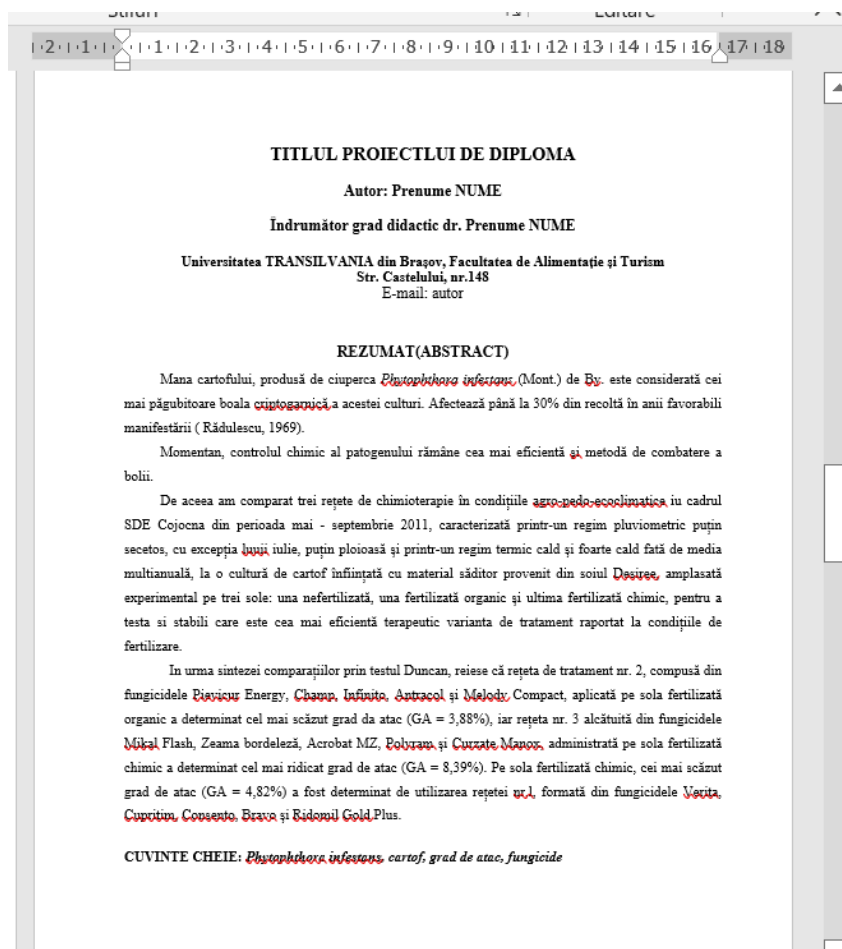 2 1 1 2 3 4 5 6 7 8 9 10 11 12 13 14 15 16 17 18
TITLUL PROIECTLUI DE DIPLOMA
Autor: Prenume NUME
Îndrumător grad didactic dr. Prenume NUME
Universitatea TRANSILVANIA din Brașov, Facultatea de Alimentație și Turism
Str. Castelului, nr.148
E-mail: autor
REZUMAT(ABSTRACT)
Mana cartofului, produsă de ciuperca Phytophthora infestans (Mont.) de By. este considerată cei
mai păgubitoare boala criptogamică a acestei culturi. Afectează până la 30% din recoltă în anii favorabili
manifestării ( Rădulescu, 1969).
Momentan, controlul chimic al patogenului rămâne cea mai eficientă și metodă de combatere a
bolii.
De aceea am comparat trei rețete de chimioterapie în condițiile agro-pedo-ecoclimatica iu cadrul
SDE Cojocna din perioada mai - septembrie 2011, caracterizată printr-un regim pluviometric puțin
secetos, cu excepția iulie, puțin ploioasă și printr-un regim termic cald și foarte cald fată de media
multianuală, la o cultură de cartof înființată cu material săditor provenit din soiul Desiree, amplasată
experimental pe trei sole: una nefertilizată, una fertilizată organic și ultima fertilizată chimic, pentru a
testa si stabili care este cea mai eficientă terapeutic varianta de tratament raportat la condițiile de
fertilizare.
In urma sintezei comparațiilor prin testul Duncan, reiese că rețeta de tratament nr. 2, compusă din
fungicidele Energy, Champ, Infinito, Antracol și Melody Compact, aplicată pe sola fertilizată
organic a determinat cel mai scăzut grad da atac (GA = 3,88%), iar rețeta nr. 3 alcătuită din fungicidele
Mikal Flash, Zeama bordeleză, Acrobat MZ, Polyram și Curzate Manox, administrată pe sola fertilizată
chimic a determinat cel mai ridicat grad de atac (GA = 8,39%). Pe sola fertilizată chimic, cei mai scăzut
grad de atac (GA = 4,82%) a fost determinat de utilizarea rețetei nr.l, formată din fungicidele Verita,
Cupritim, Consento, Bravo și Ridomil Gold Plus.
CUVINTE CHEIE: Phytophthora infestans, cartof, grad de atac, fungicide